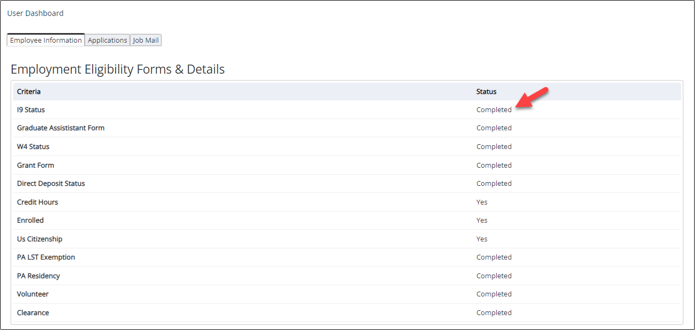 User Dashboard
Employee Information Applications Job Mail
Employment Eligibility Forms & Details
Criteria Status
I9 Status Completed
Graduate Assististant Form Completed
W4 Status Completed
Grant Form Completed
Direct Deposit Status Completed
Credit Hours Yes
Enrolled Yes
Us Citizenship Yes
PA LST Exemption Completed
PA Residency Completed
Volunteer Completed
Clearance Completed